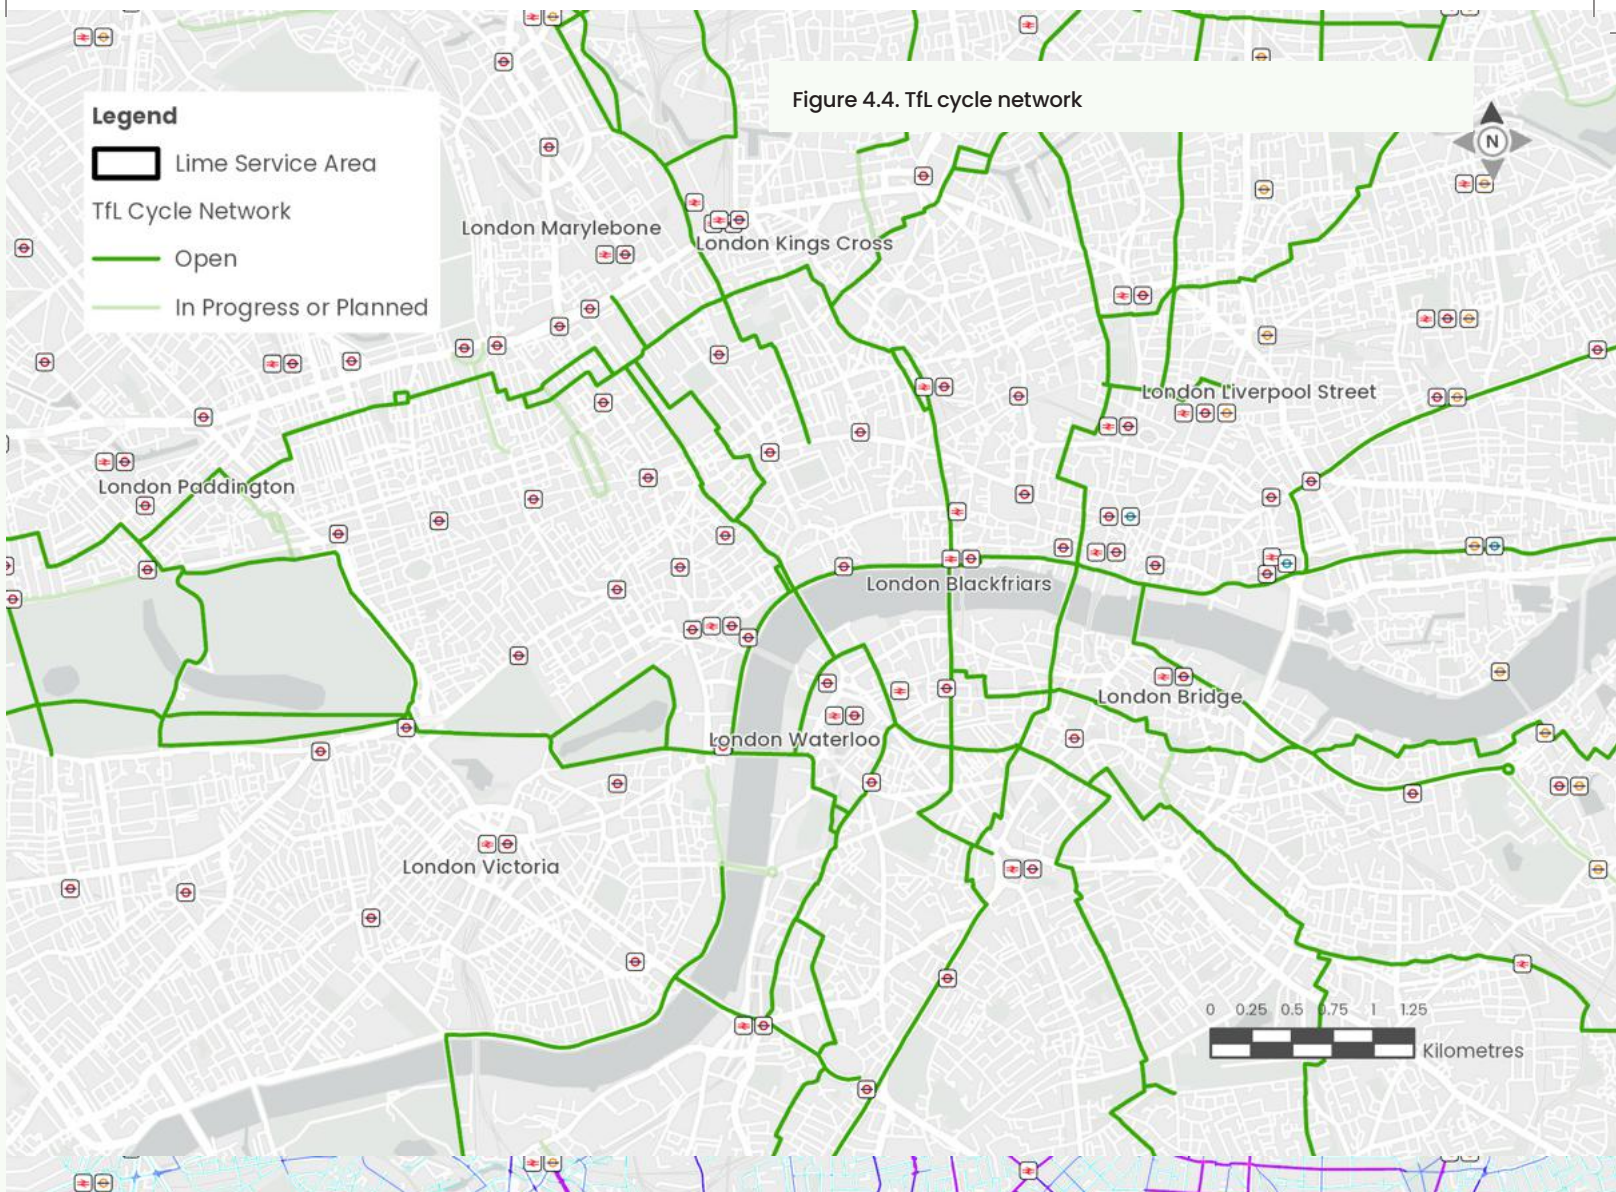 Figure 4.4. TfL cycle network
Legend
Lime Service Area
TfL Cycle Network
Open
In Progress or Planned
N
London Marylebone
London Kings Cross
London Liverpool Street
London Paddington
London Blackfriars
London Bridge
London Waterloo
London Victoria
0 0.25 0.5 0.75 1 1.25
Kilometres